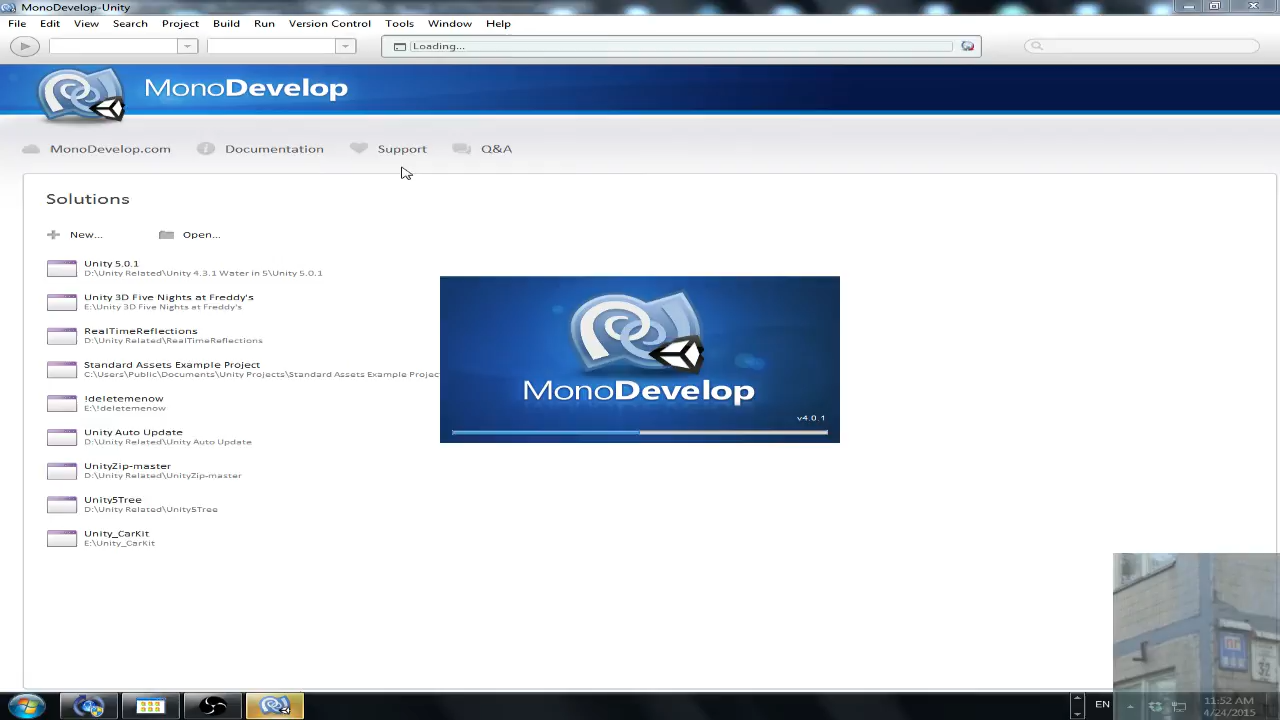 MonoDevelop-Unity
File Edit View Search Project Build Run Version Control Tools Window Help
Loading...
MonoDevelop
MonoDevelop.com Documentation Support Q&A
Solutions
New... Open...
Unity 5.0.1
D:\Unity Related\Unity 4.3.1 Water in 5\Unity 5.0.1
Unity 3D Five Nights at Freddy's
E:\Unity 3D Five Nights at Freddy's
RealTimeReflections
D:\Unity Related\RealTimeReflections
Standard Assets Example Project
C:\Users\Public\Documents\Unity Projects\Standard Assets Example Projec
!deletemenow
E:\!deletemenow
Unity Auto Update
D:\Unity Related\Unity Auto Update
UnityZip-master
D:\Unity Related\UnityZip-master
Unity5Tree
D:\Unity Related\Unity5Tree
Unity_CarKit
E:\Unity_CarKit
MonoDevelop
v4.0.1
32
EN
11:52 AM
4/24/2015